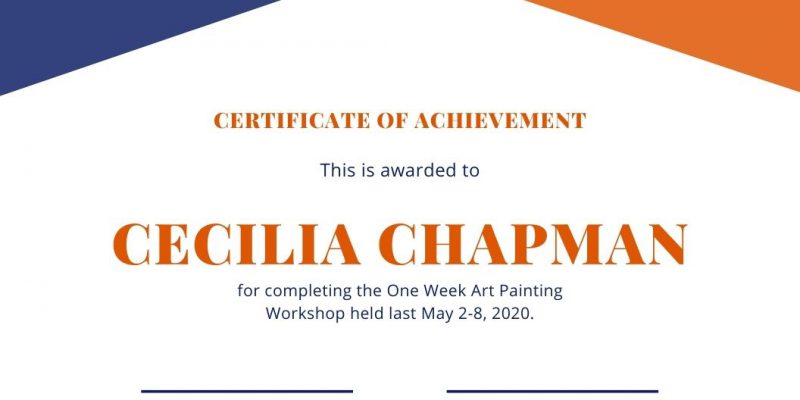 CERTIFICATE OF ACHIEVEMENT
This is awarded to
CECILIA CHAPMAN
for completing the One Week Art Painting
Workshop held last May 2-8, 2020.